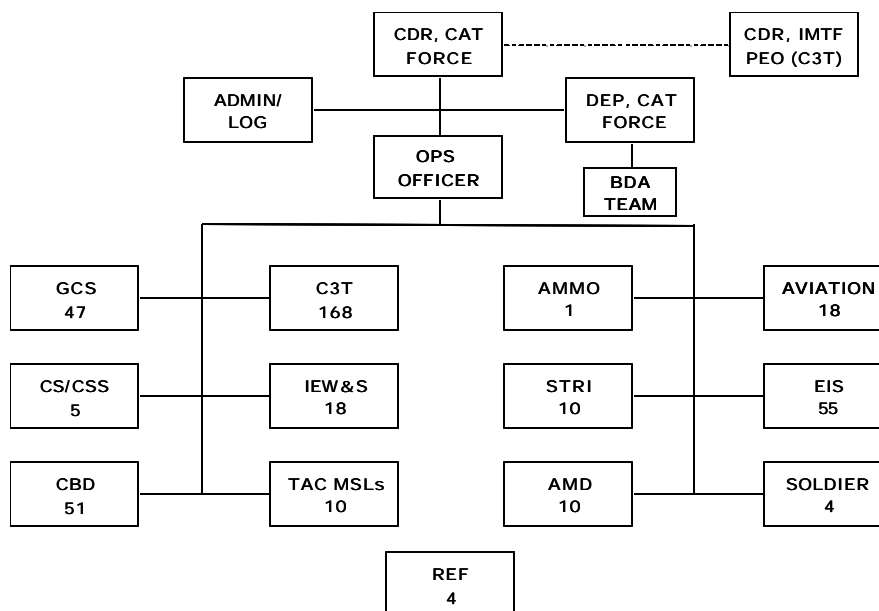 CDR, CAT
FORCE
CDR, IMTF
PEO (C3T)
ADMIN/
LOG
DEP, CAT
FORCE
OPS
OFFICER
BDA
TEAM
GCS
47
C3T
168
AMMO
1
AVIATION
18
CS/CSS
5
IEW&S
18
STRI
10
EIS
55
CBD
51
TAC MSLs
10
AMD
10
SOLDIER
4
REF
4